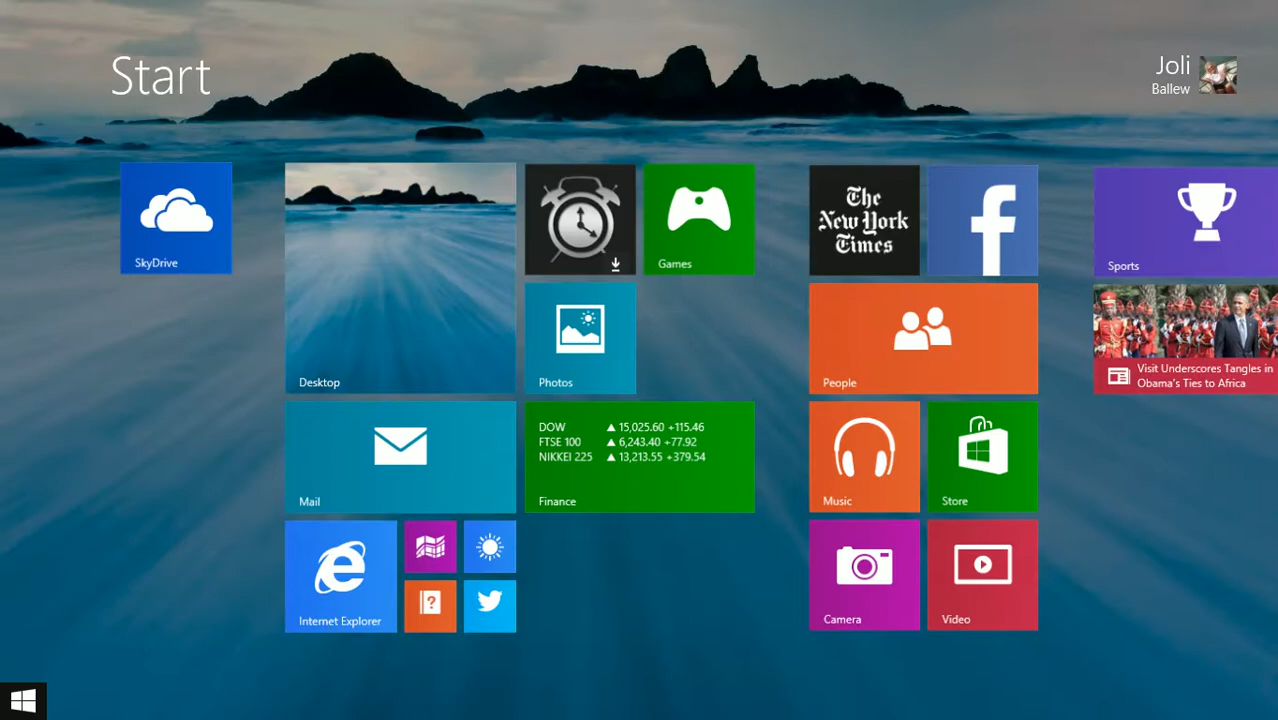 Start
Joli
Ballew
SkyDrive
Desktop
Games
The
New York
Times
f
Sports
Photos
People
Visit Underscores Tangles in
Obama's Ties to Africa
Mail
DOW ▲ 15,025.60 +115.46
FTSE 100 ▲ 6,243.40 +77.92
NIKKEI 225 ▲ 13,213.55 +379.54
Finance
Music
Store
Internet Explorer
?
Camera
Video